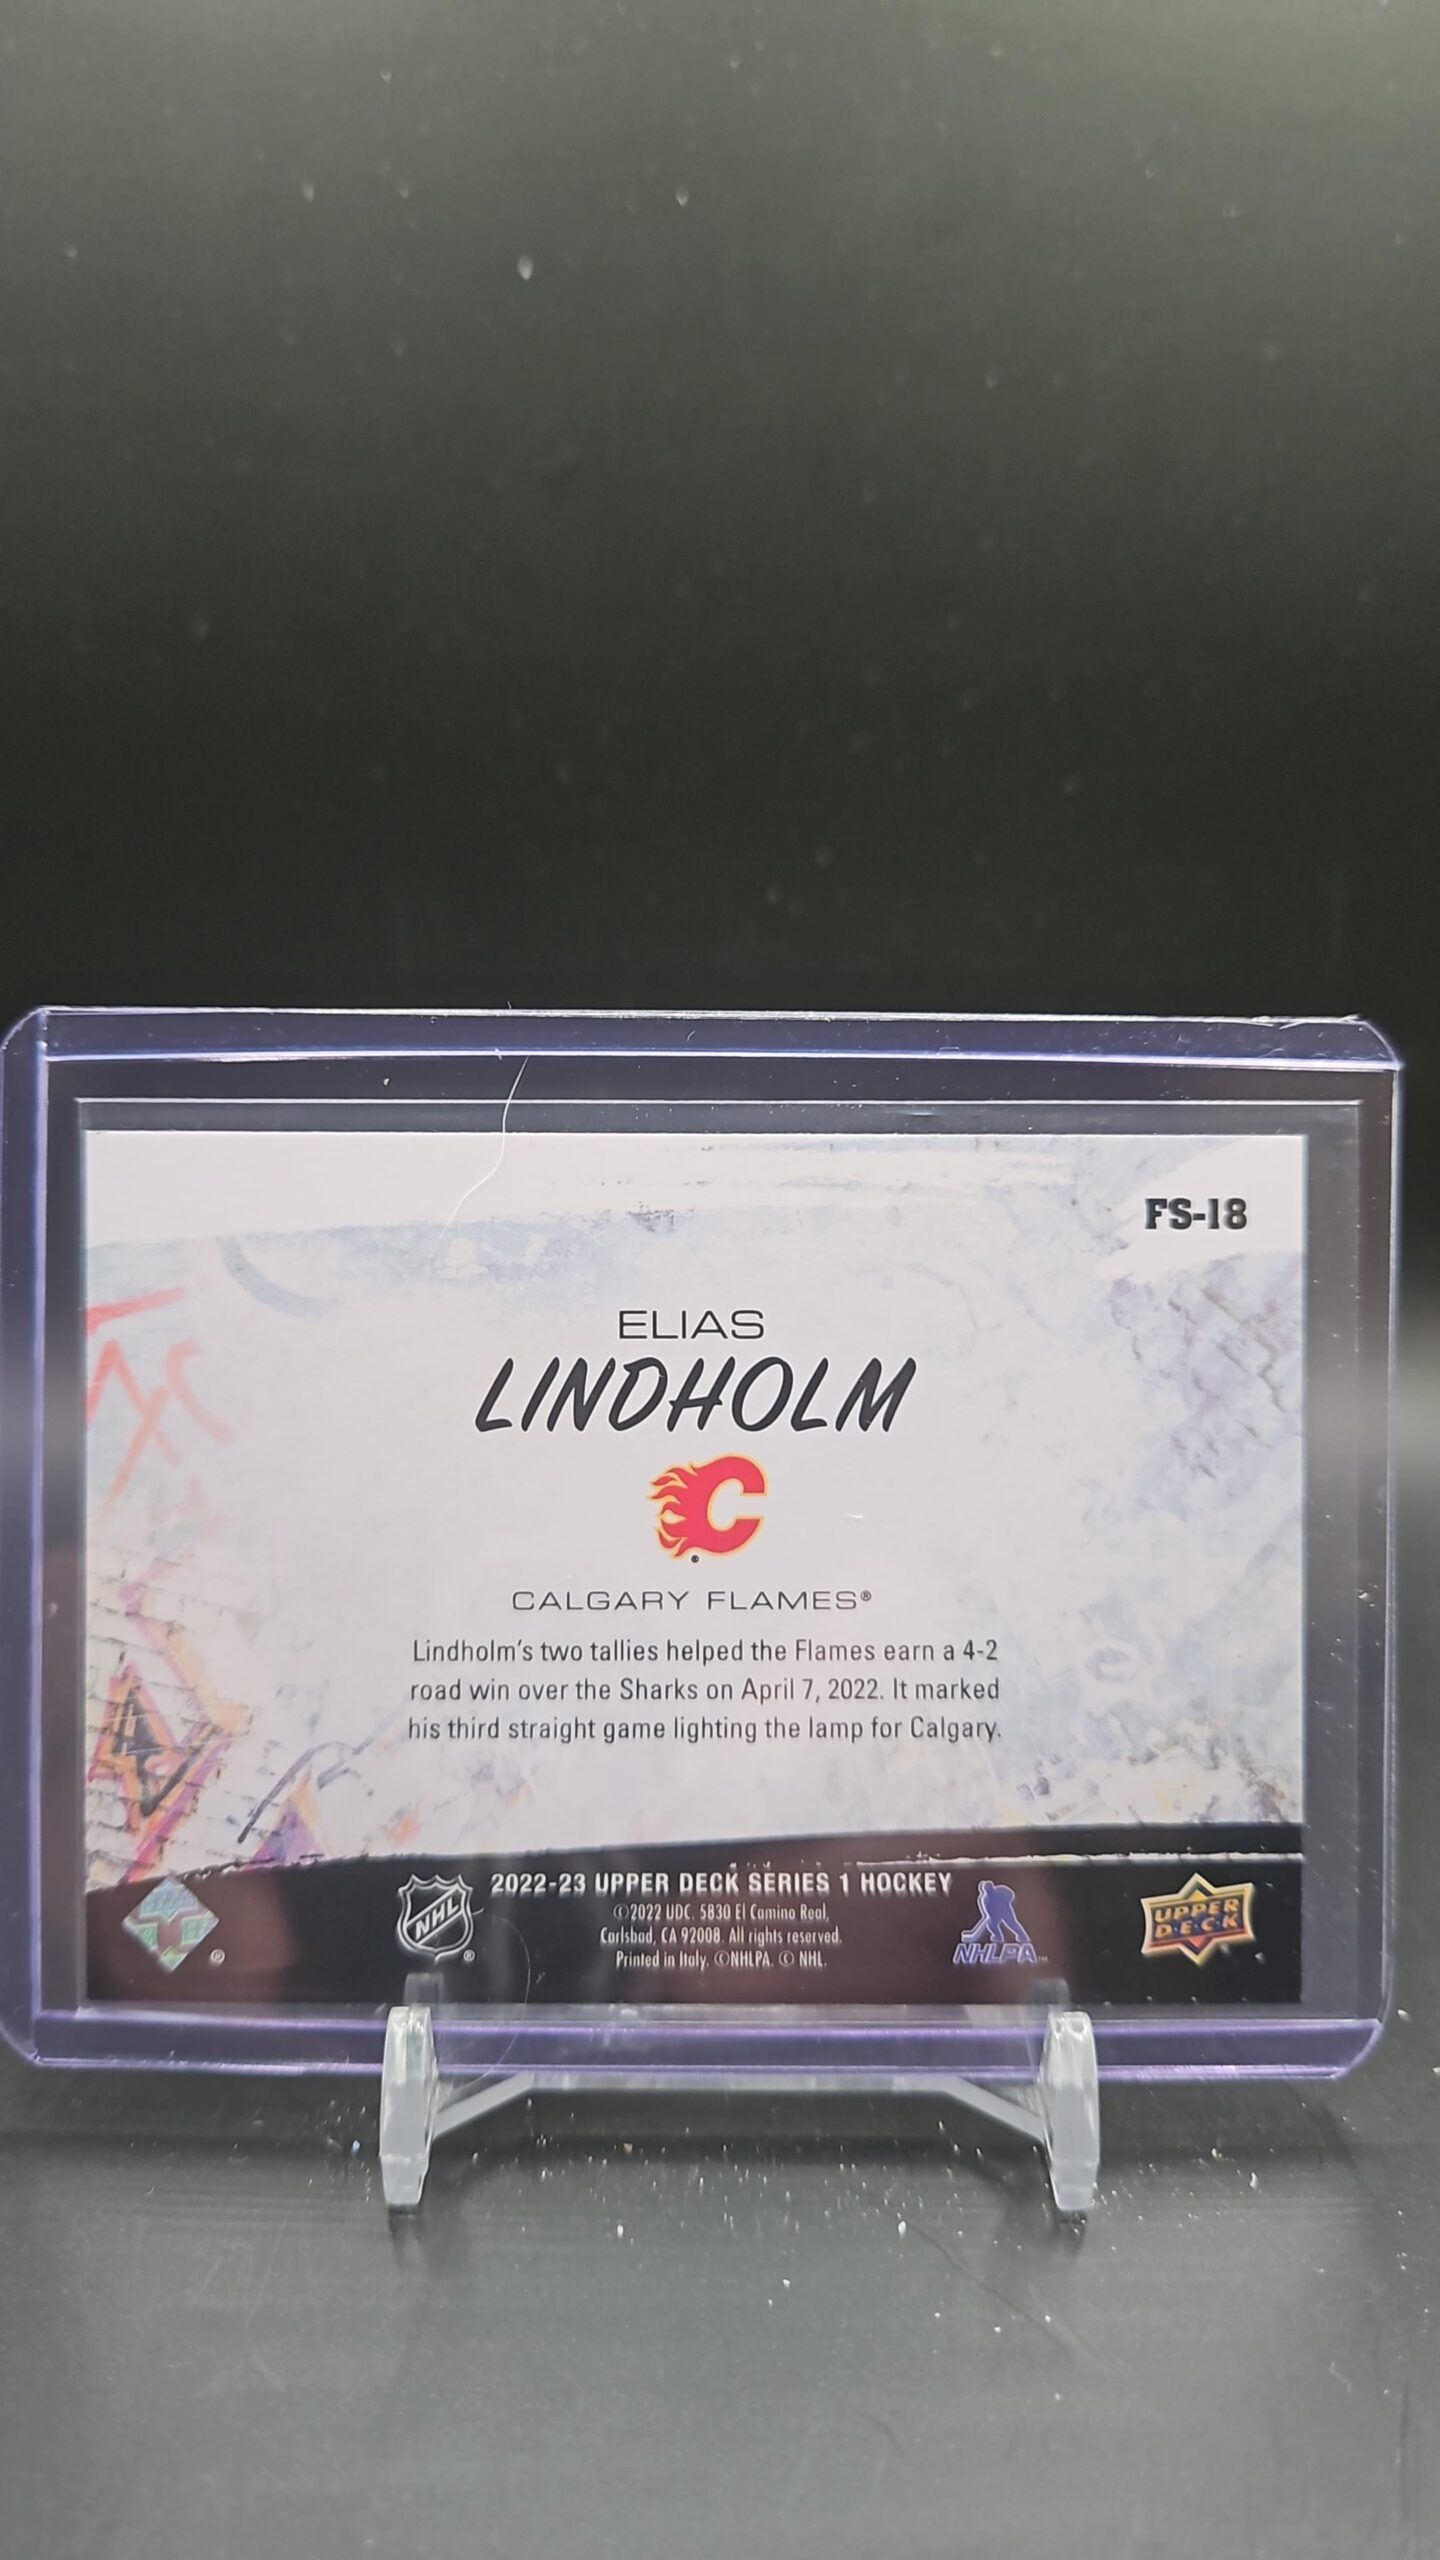 FS-18
ELIAS
LINDHOLM
®
CALGARY FLAMES®
Lindholm's two tallies helped the Flames earn a 4-2
road win over the Sharks on April 7, 2022. It marked
his third straight game lighting the lamp for Calgary.
2022-23 UPPER DECK SERIES 1 HOCKEY
©2022 UDC. 5830 El Camino Real,
Carlsbad, CA 92008. All rights reserved.
Printed in Italy. ©NHLPA. © NHL.
®
NHL®
NHLPA™
UPPER
DECK